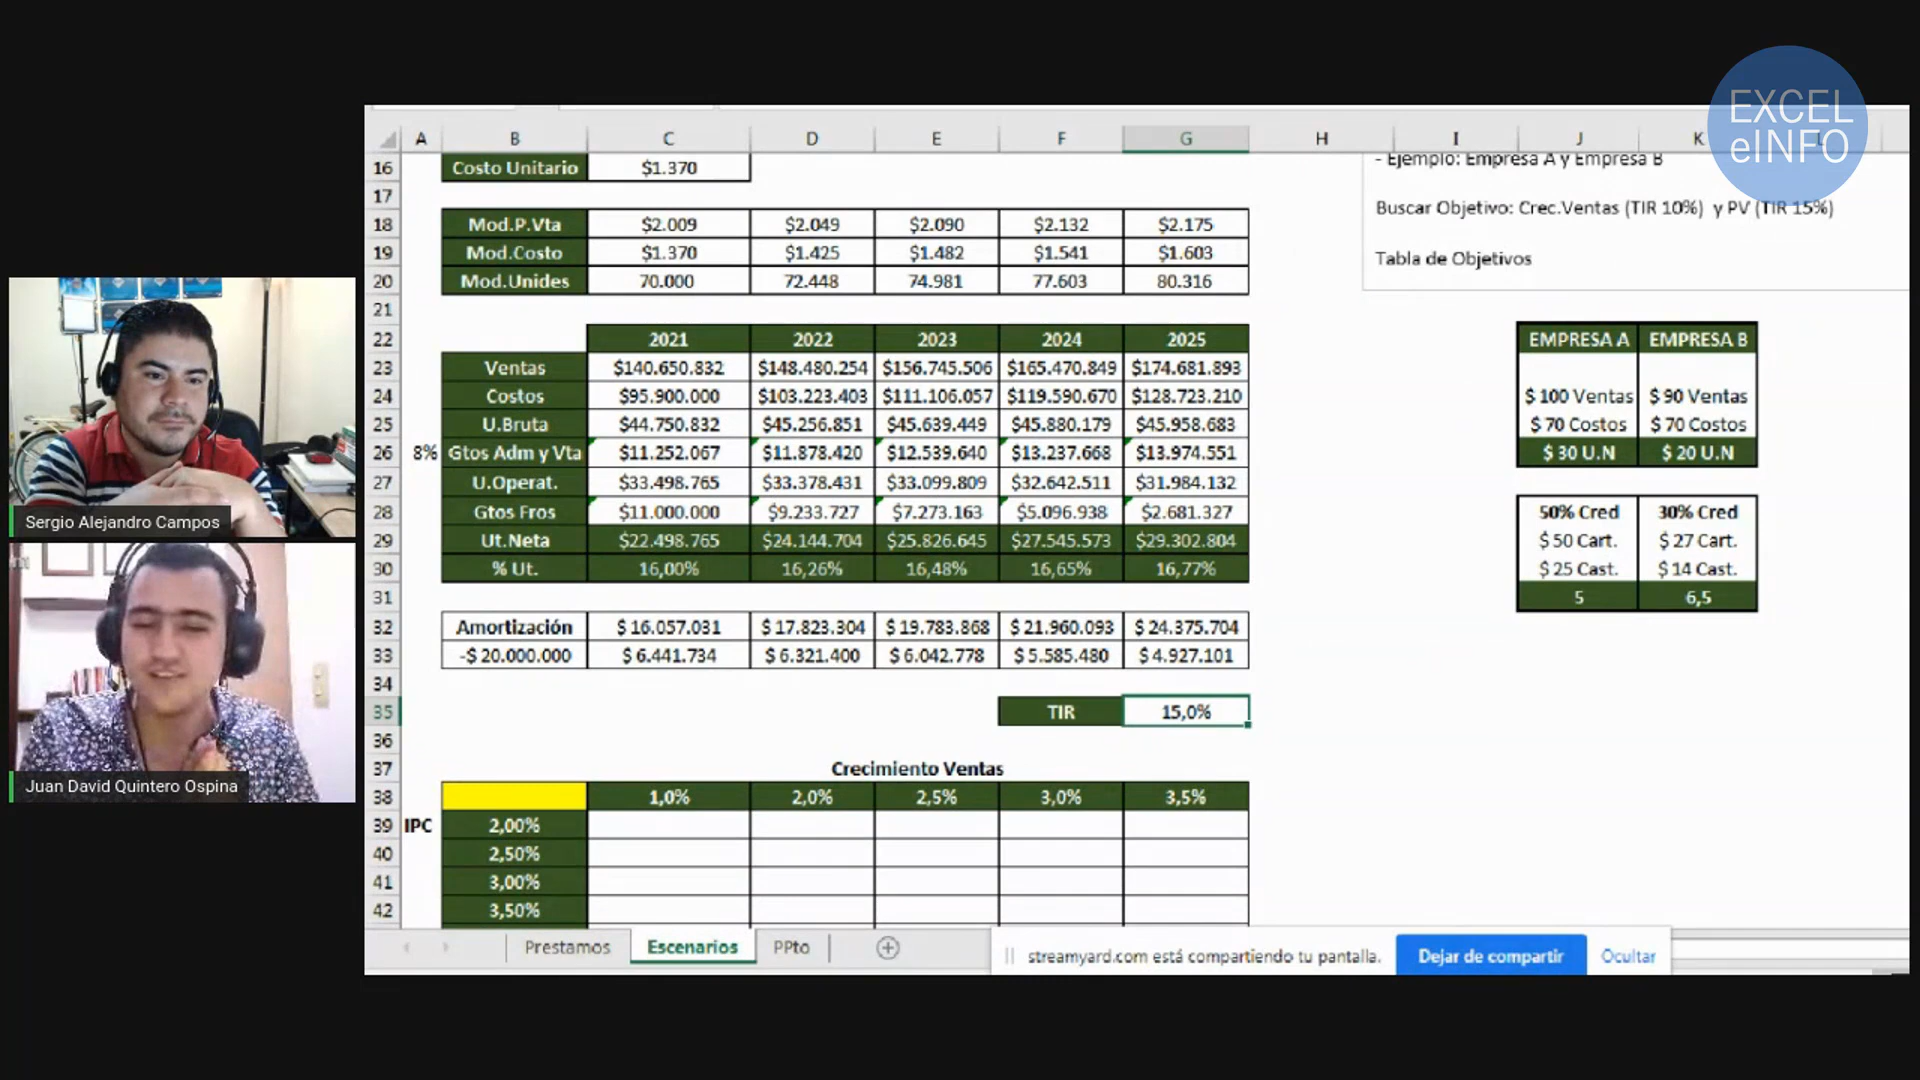 EXCEL
eINFO
A B C D E F G H I J K
16 Costo Unitario $1.370
- Ejemplo: Empresa A y Empresa B
17
Buscar Objetivo: Crec.Ventas (TIR 10%) y PV (TIR 15%)
18 Mod.P.Vta $2.009 $2.049 $2.090 $2.132 $2.175
19 Mod.Costo $1.370 $1.425 $1.482 $1.541 $1.603
Tabla de Objetivos
20 Mod.Unides 70.000 72.448 74.981 77.603 80.316
21
22 2021 2022 2023 2024 2025 EMPRESA A EMPRESA B
23 Ventas $140.650.832 $148.480.254 $156.745.506 $165.470.849 $174.681.893
24 Costos $95.900.000 $103.223.403 $111.106.057 $119.590.670 $128.723.210 $ 100 Ventas $ 90 Ventas
25 U.Bruta $44.750.832 $45.256.851 $45.639.449 $45.880.179 $45.958.683 $ 70 Costos $ 70 Costos
26 8% Gtos Adm y Vta $11.252.067 $11.878.420 $12.539.640 $13.237.668 $13.974.551 $ 30 U.N $ 20 U.N
27 U.Operat. $33.498.765 $33.378.431 $33.099.809 $32.642.511 $31.984.132
28 Gtos Fros $11.000.000 $9.233.727 $7.273.163 $5.096.938 $2.681.327 50% Cred 30% Cred
29 Ut.Neta $22.498.765 $24.144.704 $25.826.645 $27.545.573 $29.302.804 $ 50 Cart. $ 27 Cart.
30 % Ut. 16,00% 16,26% 16,48% 16,65% 16,77% $ 25 Cast. $ 14 Cast.
31 5 6,5
32 Amortización $ 16.057.031 $ 17.823.304 $ 19.783.868 $ 21.960.093 $ 24.375.704
33 -$ 20.000.000 $ 6.441.734 $ 6.321.400 $ 6.042.778 $ 5.585.480 $ 4.927.101
34
35 TIR 15,0%
36
37 Crecimiento Ventas
38 1,0% 2,0% 2,5% 3,0% 3,5%
39 IPC 2,00%
40 2,50%
41 3,00%
42 3,50%
Prestamos Escenarios PPto
streamyard.com está compartiendo tu pantalla. Dejar de compartir Ocultar
Sergio Alejandro Campos
Juan David Quintero Ospina